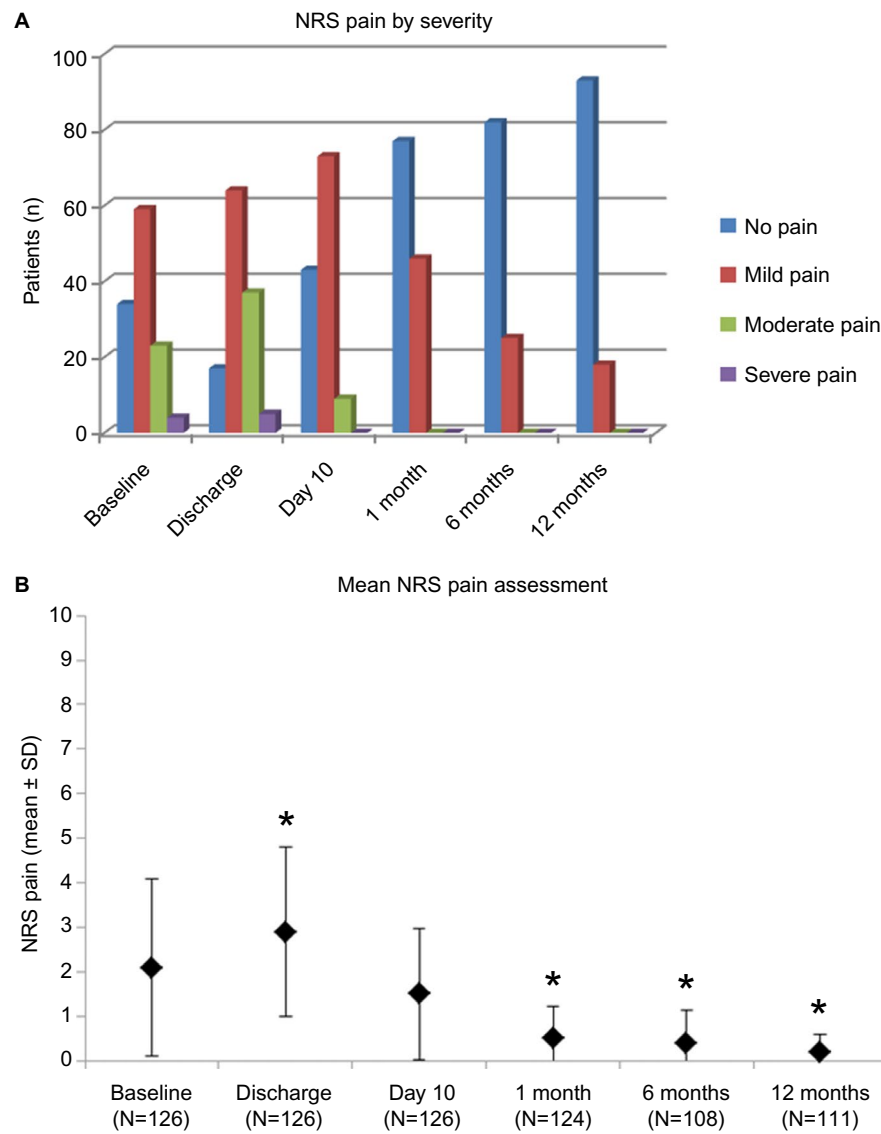 A
NRS pain by severity
Patients (n)
100
80
60
40
20
0
Baseline
Discharge
Day 10
1 month
6 months
12 months
No pain
Mild pain
Moderate pain
Severe pain
B
Mean NRS pain assessment
NRS pain (mean ± SD)
10
9
8
7
6
5
4
3
2
1
0
*
*
*
*
Baseline Discharge Day 10 1 month 6 months 12 months
(N=126) (N=126) (N=126) (N=124) (N=108) (N=111)